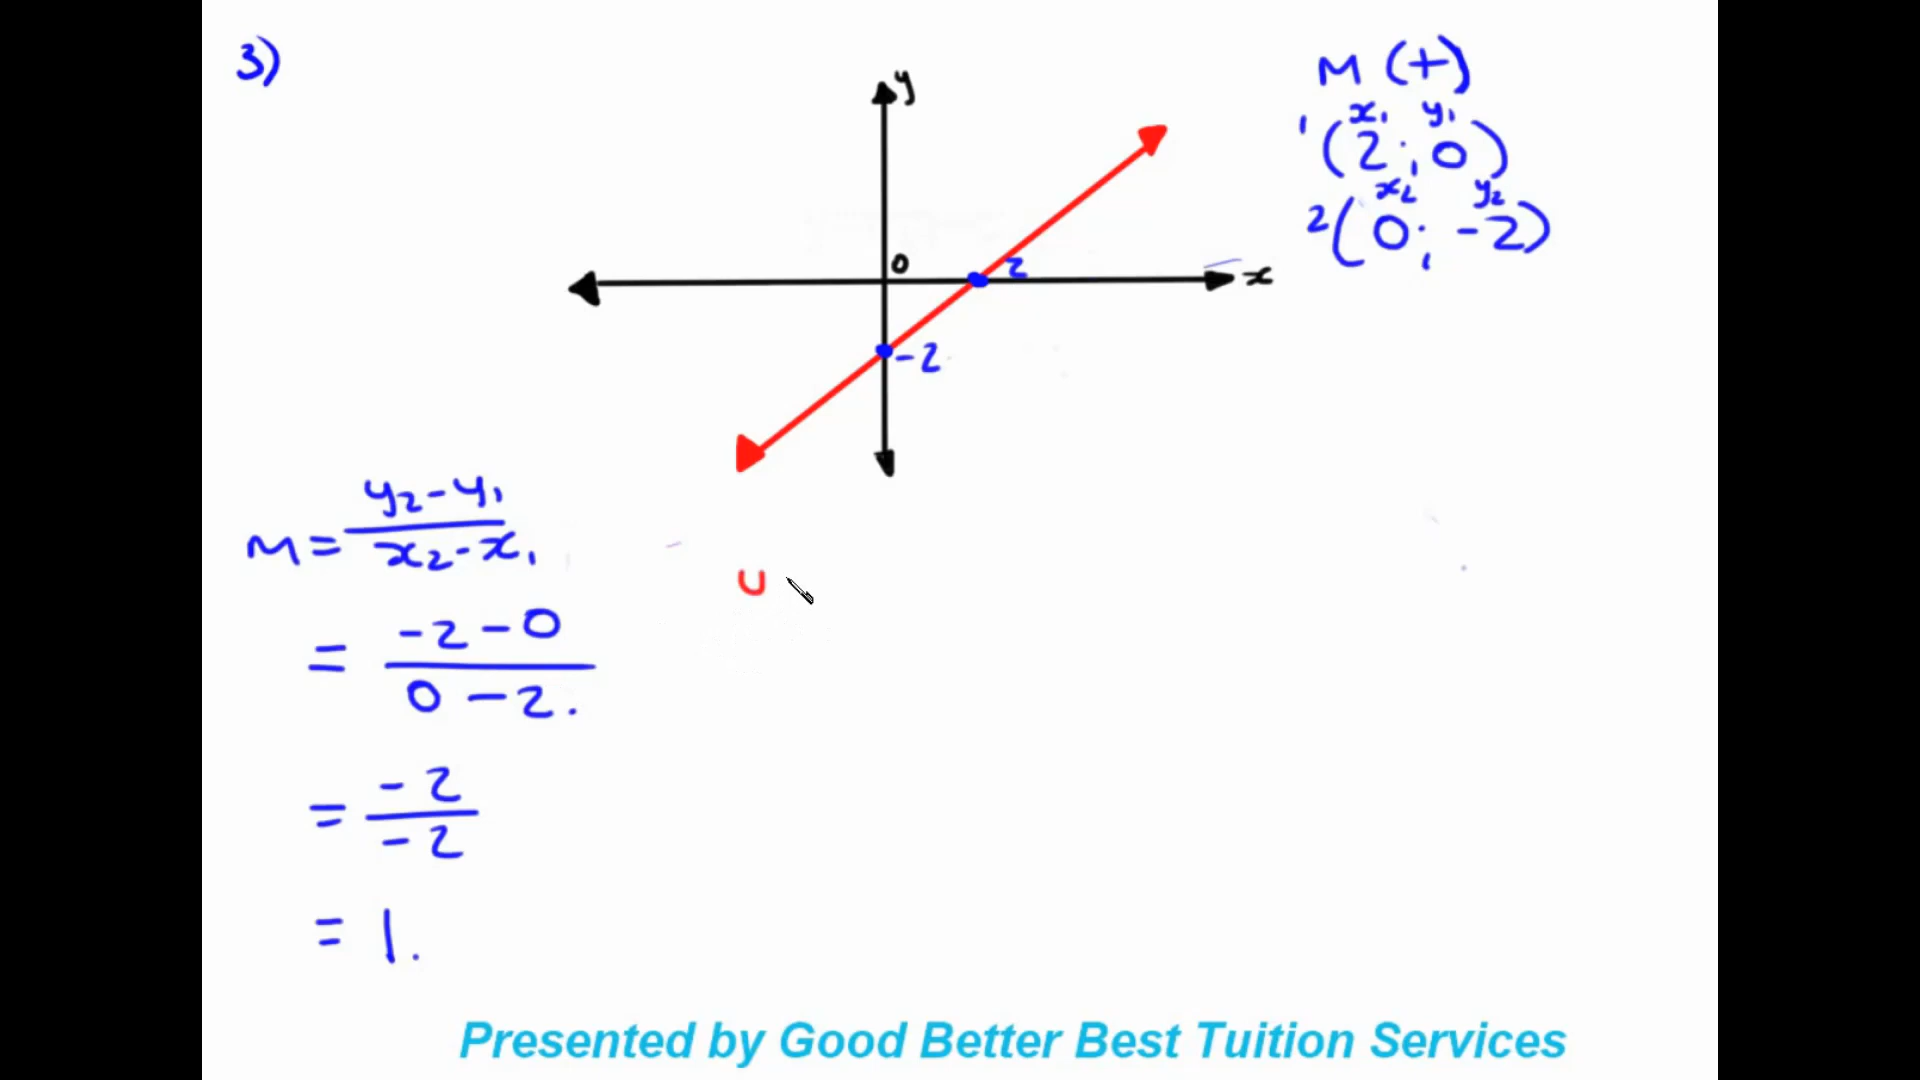 3)
y
M (+)
x₁ y₁
1 (2 ; 0)
x₂ y₂
2 (0 ; -2)
0
2
x
-2
m = y₂ - y₁ / x₂ - x₁
= -2 - 0 / 0 - 2.
= -2 / -2
= 1.
Presented by Good Better Best Tuition Services